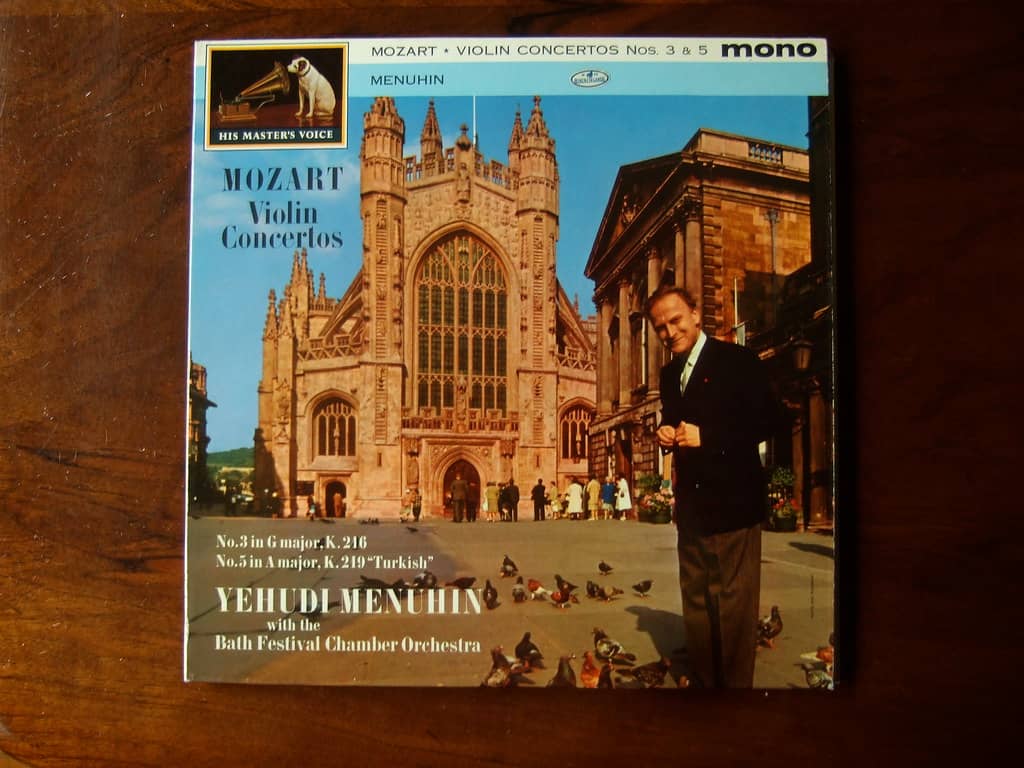 MOZART ★ VIOLIN CONCERTOS Nos. 3 & 5 mono
MENUHIN
HIS MASTER'S VOICE
MOZART
Violin
Concertos
No.3 in G major, K. 216
No.5 in A major, K. 219 "Turkish"
YEHUDI MENUHIN
with the
Bath Festival Chamber Orchestra